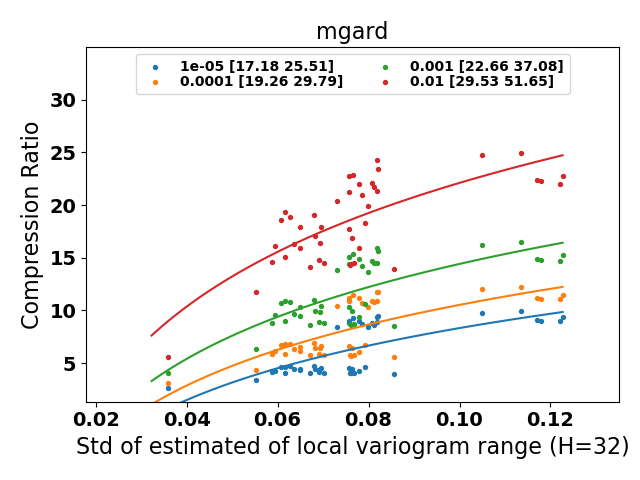 mgard
1e-05 [17.18 25.51]
0.0001 [19.26 29.79]
0.001 [22.66 37.08]
0.01 [29.53 51.65]
Compression Ratio
30
25
20
15
10
5
0.02 0.04 0.06 0.08 0.10 0.12
Std of estimated of local variogram range (H=32)